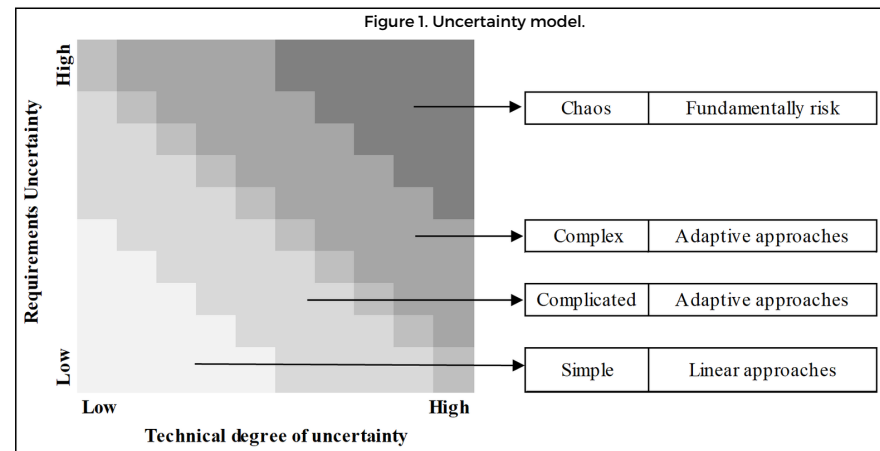 Figure 1. Uncertainty model.
High
Requirements Uncertainty
Low
Chaos Fundamentally risk
Complex Adaptive approaches
Complicated Adaptive approaches
Simple Linear approaches
Low High
Technical degree of uncertainty